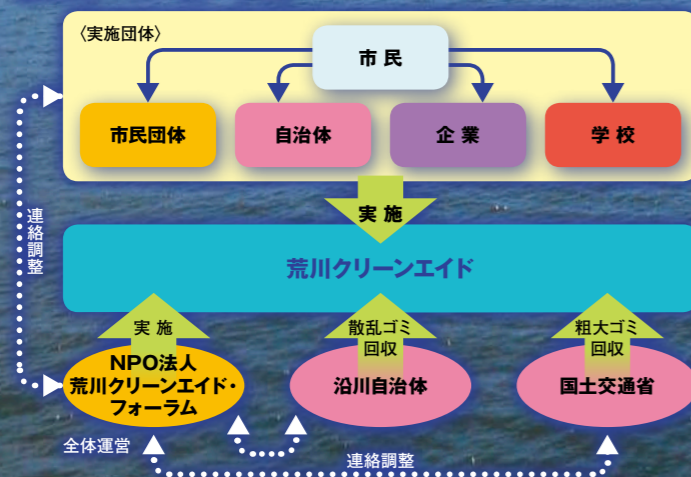 〈実施団体〉
市民
市民団体
自治体
企業
学校
実施
荒川クリーンエイド
連絡調整
実施
散乱ゴミ
回収
粗大ゴミ
回収
NPO法人
荒川クリーンエイド・
フォーラム
沿川自治体
国土交通省
全体運営
連絡調整